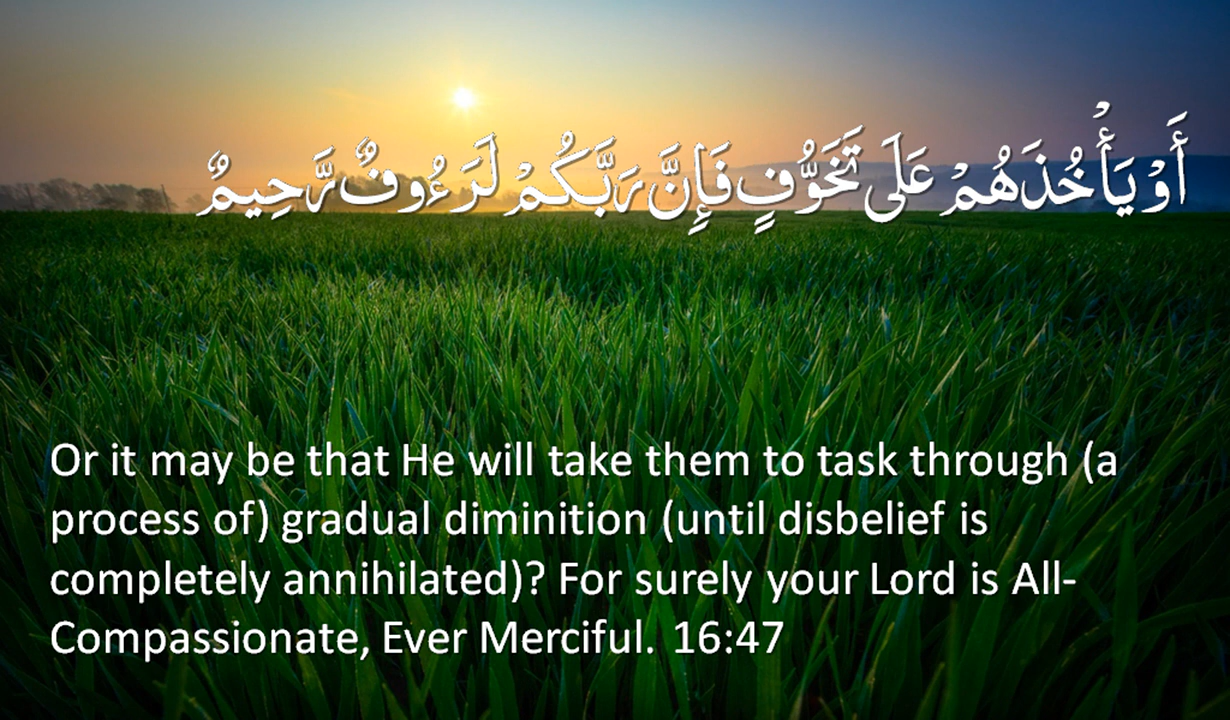 أَوْ يَأْخُذَهُمْ عَلَى تَخَوُّفٍ فَإِنَّ رَبَّكُمْ لَرَءُوفٌ رَّحِيمٌ
Or it may be that He will take them to task through (a
process of) gradual diminition (until disbelief is
completely annihilated)? For surely your Lord is All-
Compassionate, Ever Merciful. 16:47